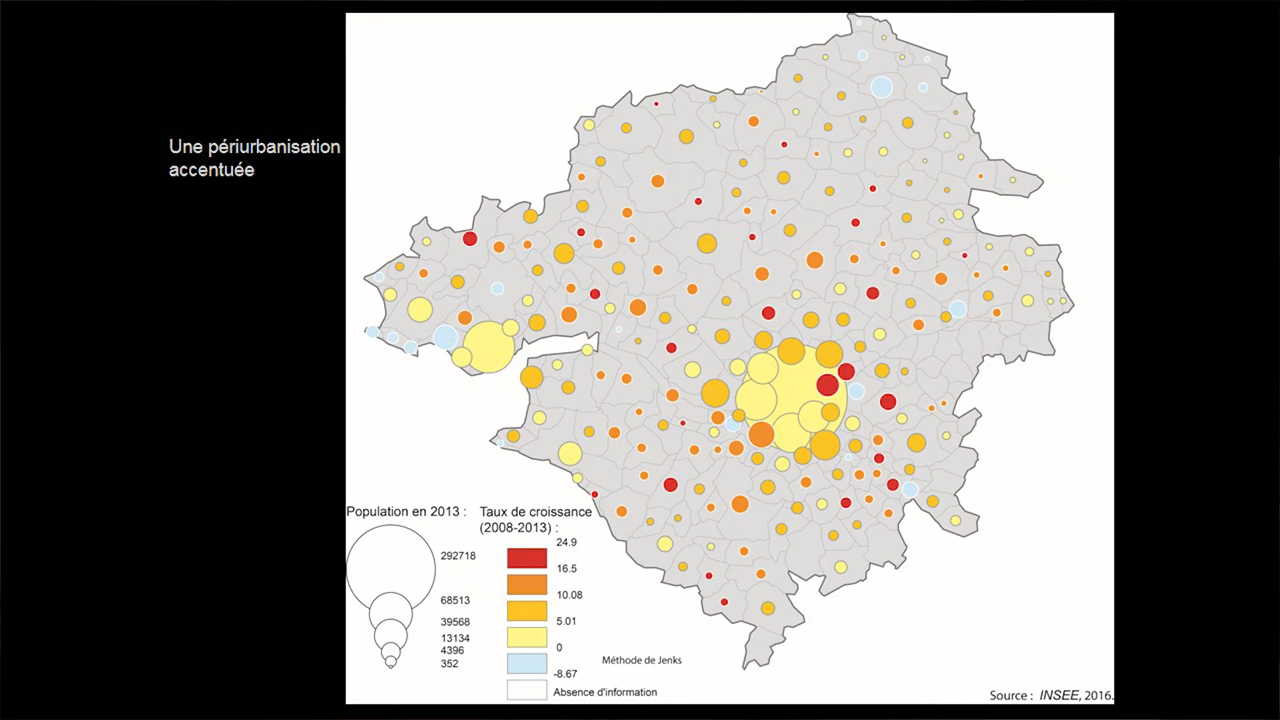 Une périurbanisation
accentuée
Population en 2013 :
292718
68513
39568
13134
4396
352
Taux de croissance
(2008-2013) :
24.9
16.5
10.08
5.01
0
-8.67
Absence d'information
Méthode de Jenks
Source : INSEE, 2016.